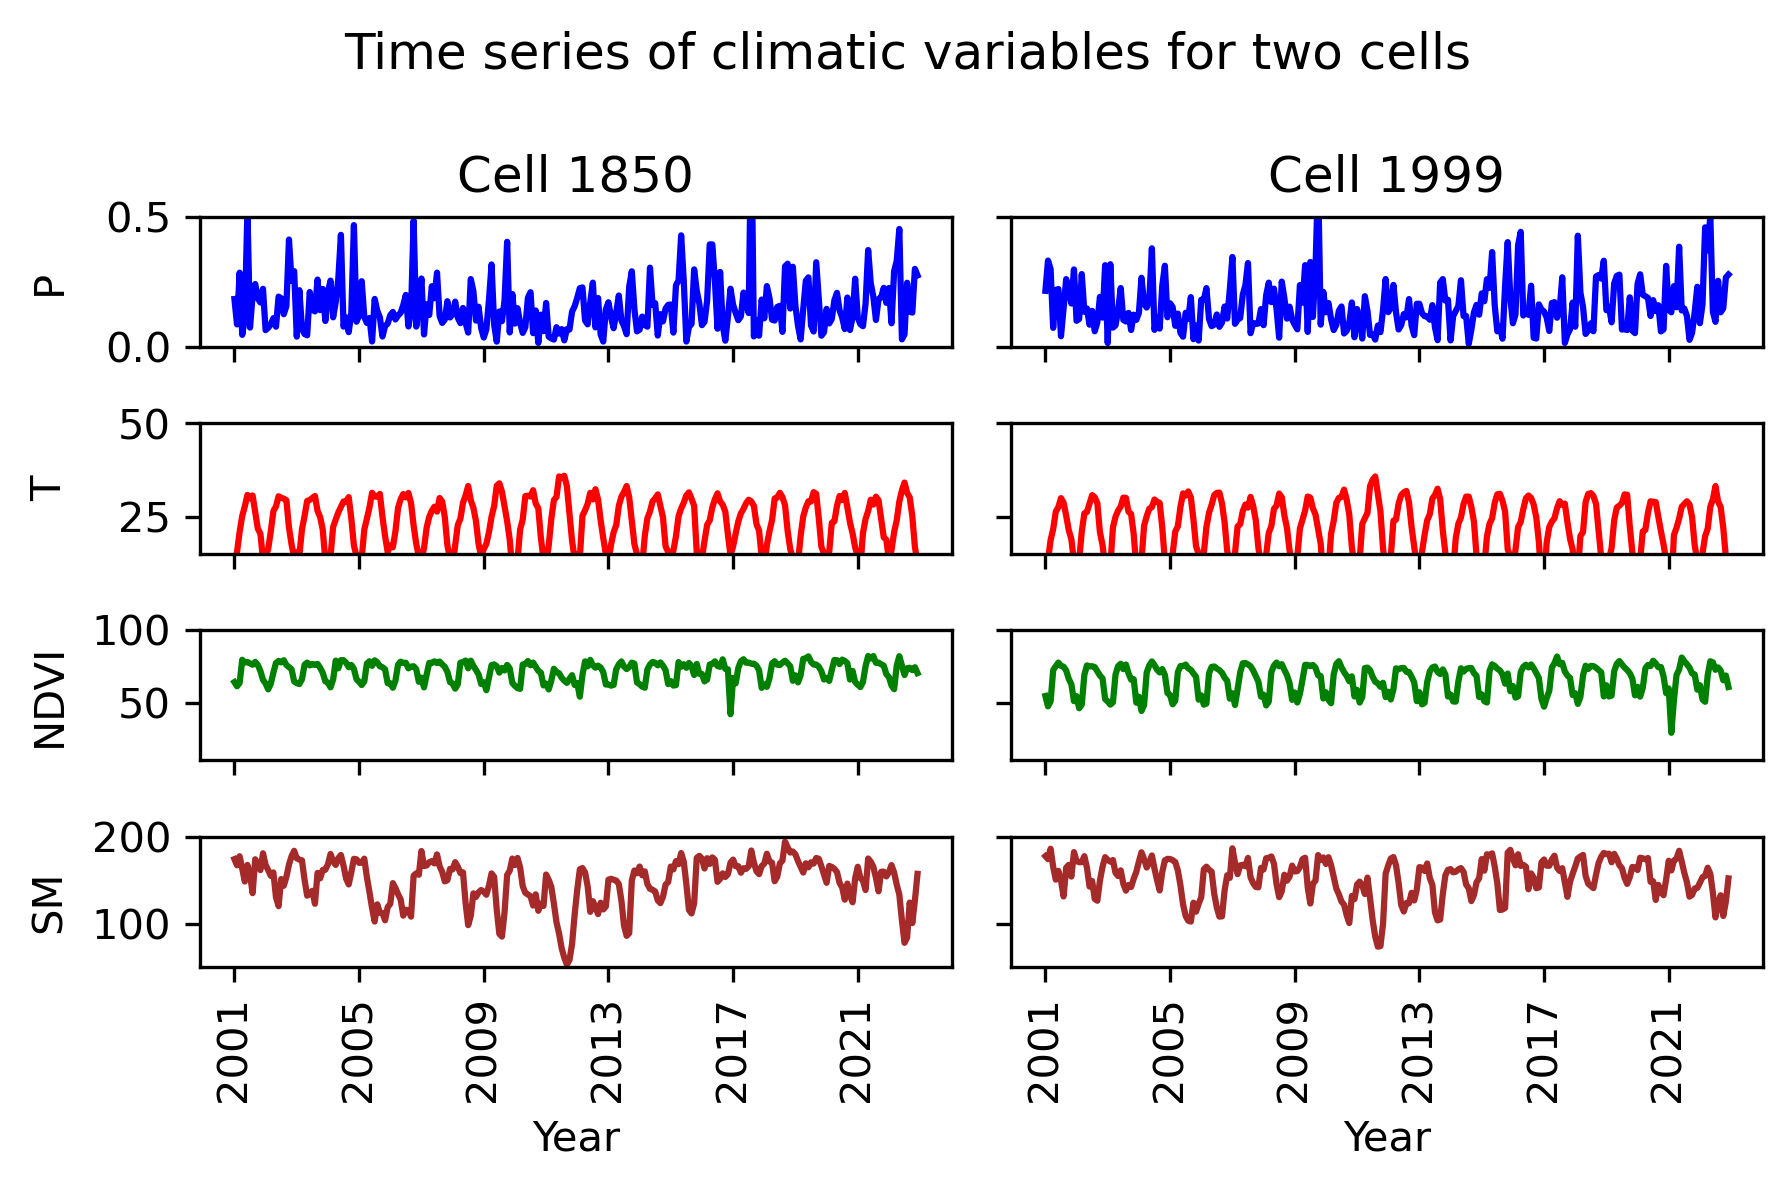 Time series of climatic variables for two cells
Cell 1850
Cell 1999
0.5
0.0
P
50
25
T
100
50
NDVI
200
100
SM
2001 2005 2009 2013 2017 2021
2001 2005 2009 2013 2017 2021
Year
Year